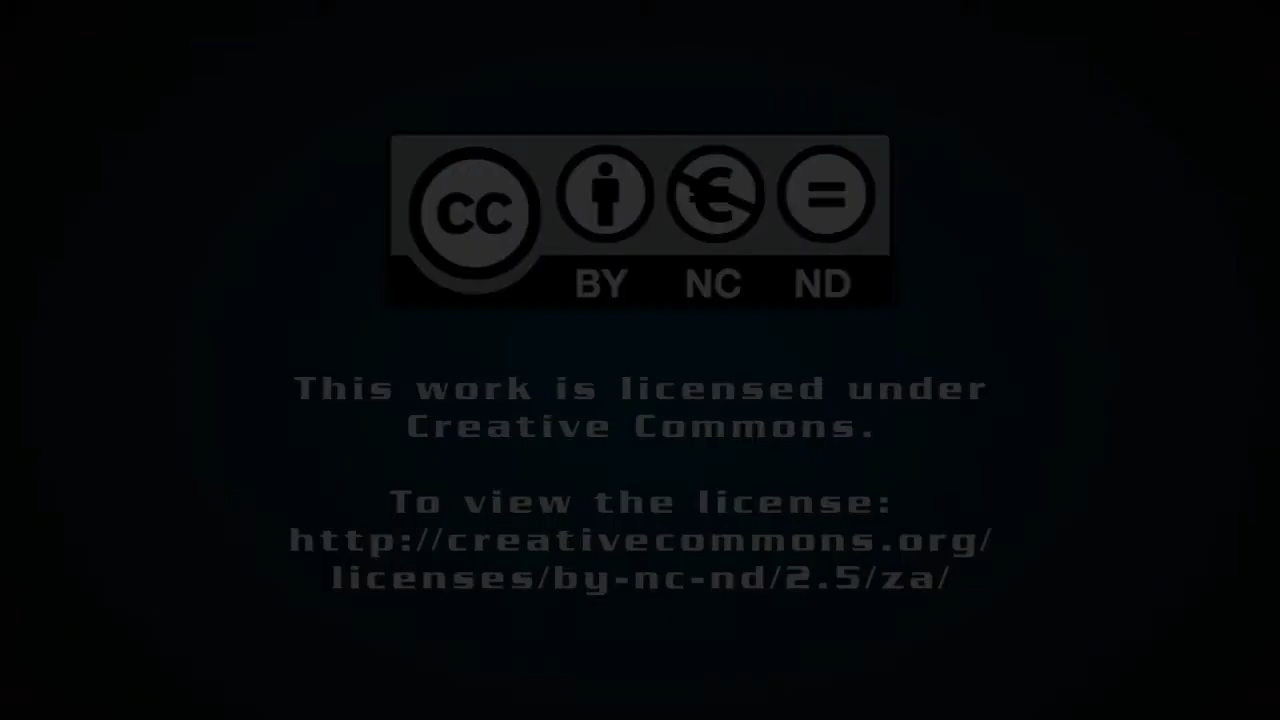 CC
BY NC ND
This work is licensed under
Creative Commons.
To view the license:
http://creativecommons.org/
licenses/by-nc-nd/2.5/za/